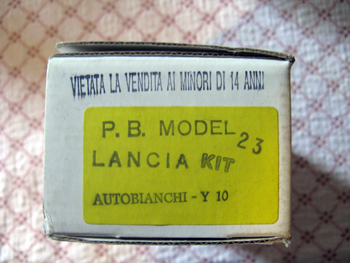 VIETATA LA VENDITA AI MINORI DI 14 ANNI
P.B. MODEL 23
LANCIA KIT
AUTOBIANCHI - Y 10